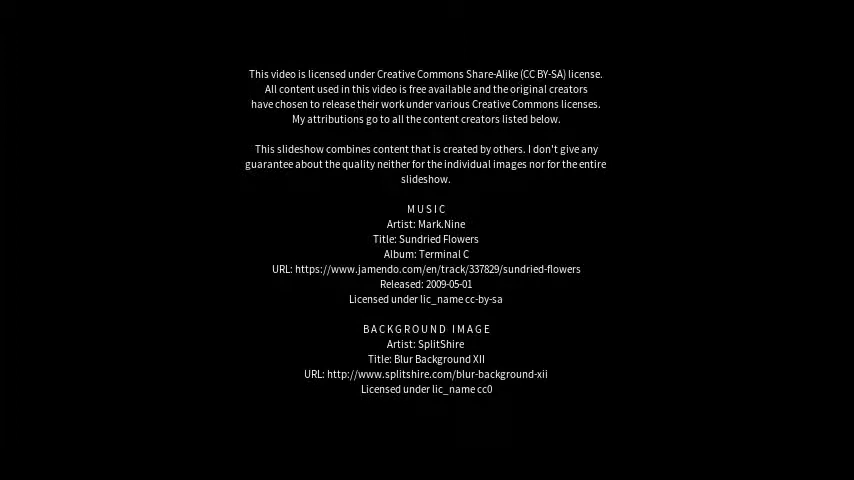 This video is licensed under Creative Commons Share-Alike (CC BY-SA) license.
All content used in this video is free available and the original creators
have chosen to release their work under various Creative Commons licenses.
My attributions go to all the content creators listed below.
This slideshow combines content that is created by others. I don't give any
guarantee about the quality neither for the individual images nor for the entire
slideshow.
MUSIC
Artist: Mark.Nine
Title: Sundried Flowers
Album: Terminal C
URL: https://www.jamendo.com/en/track/337829/sundried-flowers
Released: 2009-05-01
Licensed under lic_name cc-by-sa
BACKGROUND IMAGE
Artist: SplitShire
Title: Blur Background XII
URL: http://www.splitshire.com/blur-background-xii
Licensed under lic_name cc0